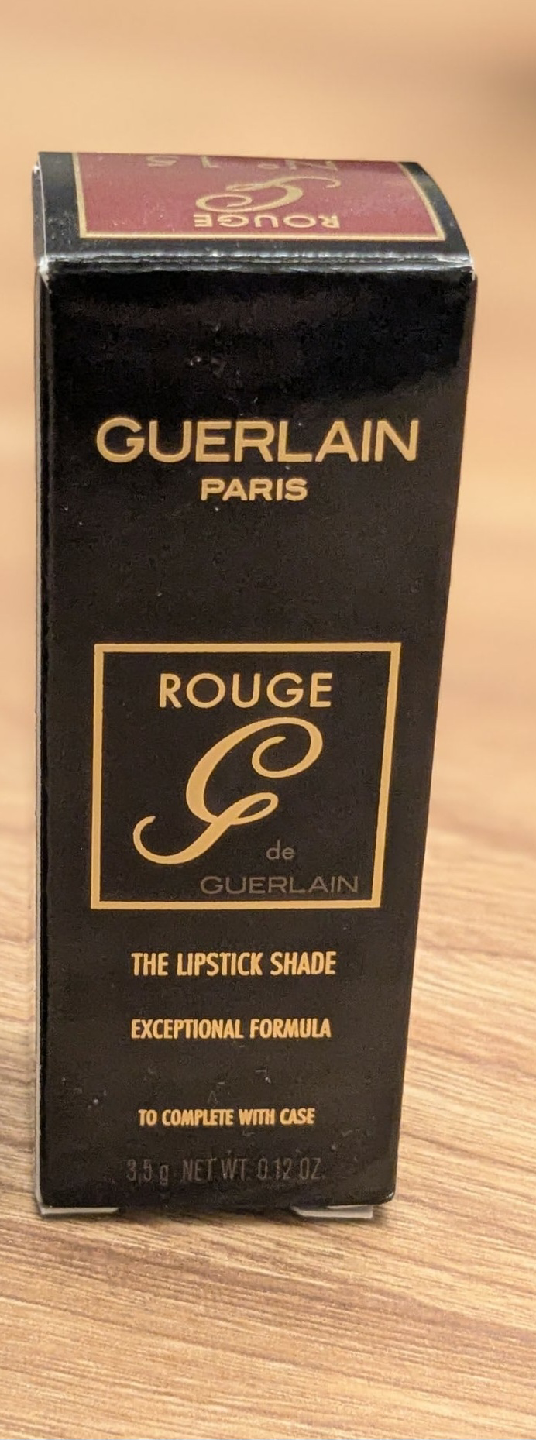 N°15
G
ROUGE
GUERLAIN
PARIS
ROUGE
G
de
GUERLAIN
THE LIPSTICK SHADE
EXCEPTIONAL FORMULA
TO COMPLETE WITH CASE
3,5 g NET WT. 0.12 OZ.